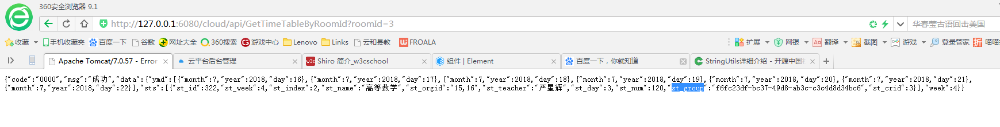 360安全浏览器 9.1
http://127.0.0.1:6080/cloud/api/GetTimeTableByRoomId?roomId=3
华春莹古语回击美国
收藏 手机收藏夹 百度一下 谷歌 网址大全 360搜索 游戏中心 Lenovo Links 云和县教 FROALA 扩展 网银 翻译 截图 游戏 登录管家 喵喵
Apache Tomcat/7.0.57 - Error 云平台后台管理 Shiro 简介_w3cschool 组件 | Element 百度一下，你就知道 StringUtils详细介绍 - 开源中国社
{"code":"0000","msg":"成功","data":{"ymd":[{"month":7,"year":2018,"day":16},{"month":7,"year":2018,"day":17},{"month":7,"year":2018,"day":18},{"month":7,"year":2018,"day":19},{"month":7,"year":2018,"day":20},{"month":7,"year":2018,"day":21},
{"month":7,"year":2018,"day":22}],"sts":[{"st_id":322,"st_week":4,"st_index":2,"st_name":"高等数学","st_orgid":"15,16","st_teacher":"严星辉","st_day":3,"st_num":120,"st_group":"f6fc23df-bc37-49d8-ab3c-c3c4d8d34bc6","st_crid":3}],"week":4}}